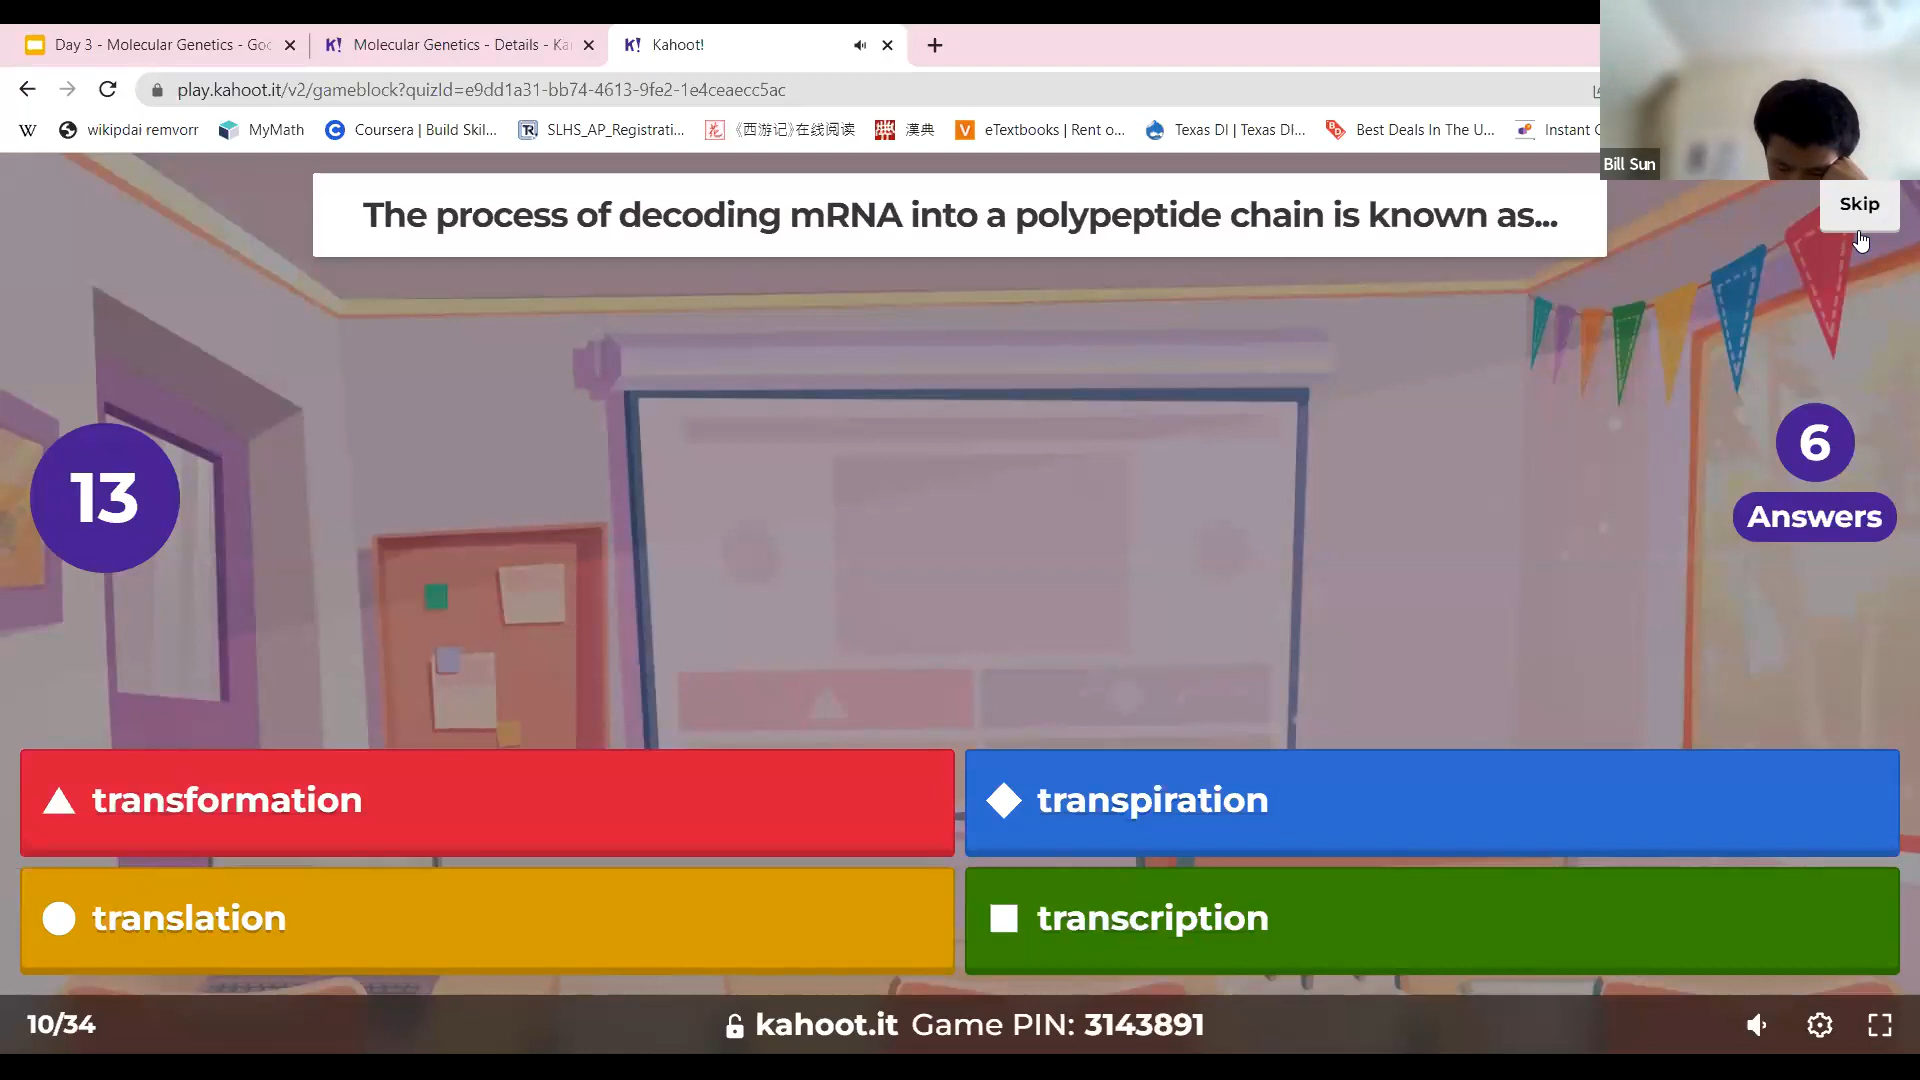 Day 3 - Molecular Genetics - Goo
K! Molecular Genetics - Details - Ka
K! Kahoot!
play.kahoot.it/v2/gameblock?quizId=e9dd1a31-bb74-4613-9fe2-1e4ceaecc5ac
W wikipdai remvorr MyMath Coursera | Build Skil... SLHS_AP_Registrati... 《西游记》在线阅读 漢典 eTextbooks | Rent o... Texas DI | Texas DI... Best Deals In The U... Instant
Bill Sun
The process of decoding mRNA into a polypeptide chain is known as...
Skip
13
6
Answers
transformation
transpiration
translation
transcription
10/34
kahoot.it Game PIN: 3143891